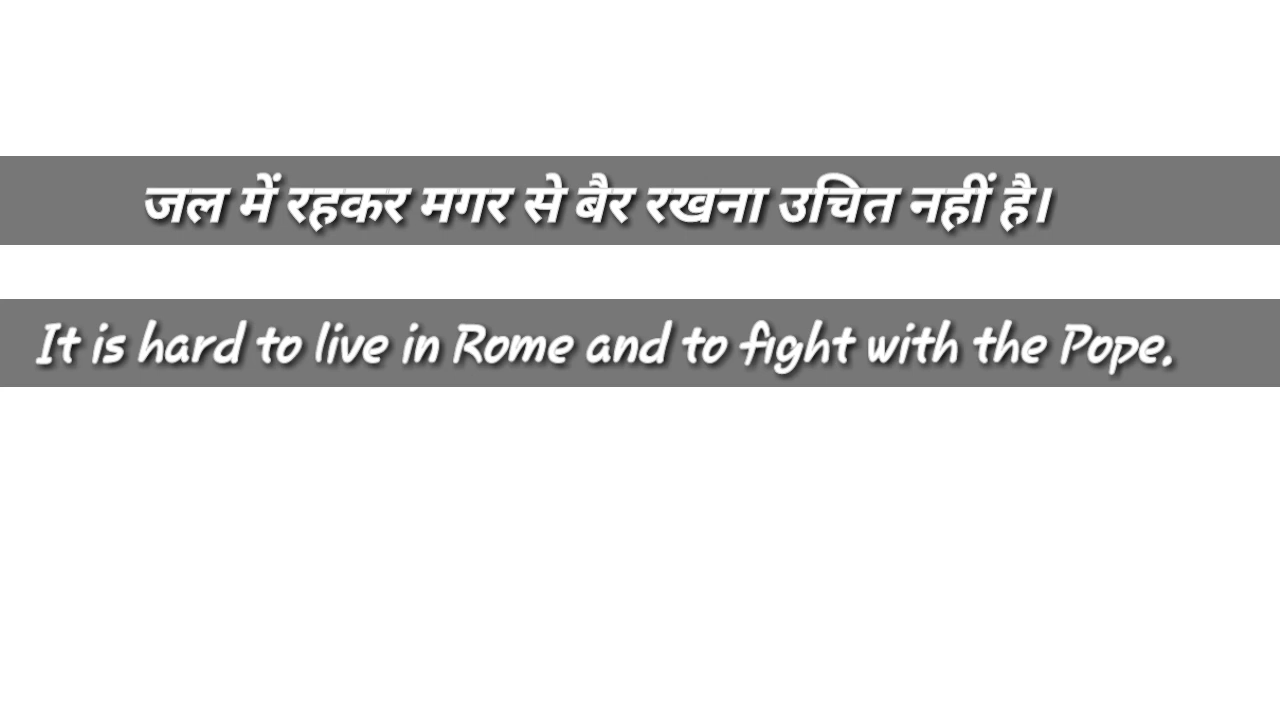 जल में रहकर मगर से बैर रखना उचित नहीं है।
It is hard to live in Rome and to fight with the Pope.